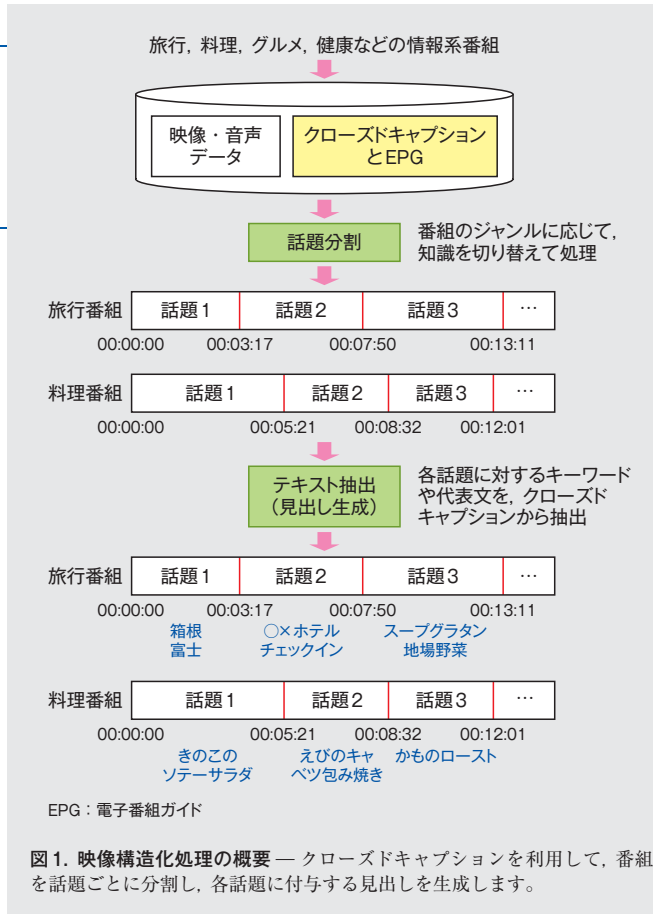 旅行, 料理, グルメ, 健康などの情報系番組
映像・音声
データ
クローズドキャプション
とEPG
話題分割
番組のジャンルに応じて,
知識を切り替えて処理
旅行番組 話題1 話題2 話題3 …
00:00:00 00:03:17 00:07:50 00:13:11
料理番組 話題1 話題2 話題3 …
00:00:00 00:05:21 00:08:32 00:12:01
テキスト抽出
(見出し生成)
各話題に対するキーワード
や代表文を, クローズド
キャプションから抽出
旅行番組 話題1 話題2 話題3 …
00:00:00 00:03:17 00:07:50 00:13:11
箱根
富士
○×ホテル
チェックイン
スープグラタン
地場野菜
料理番組 話題1 話題2 話題3 …
00:00:00 00:05:21 00:08:32 00:12:01
きのこの
ソテーサラダ
えびのキャ
ベツ包み焼き
かものロースト
EPG:電子番組ガイド
図1. 映像構造化処理の概要 — クローズドキャプションを利用して, 番組
を話題ごとに分割し, 各話題に付与する見出しを生成します。